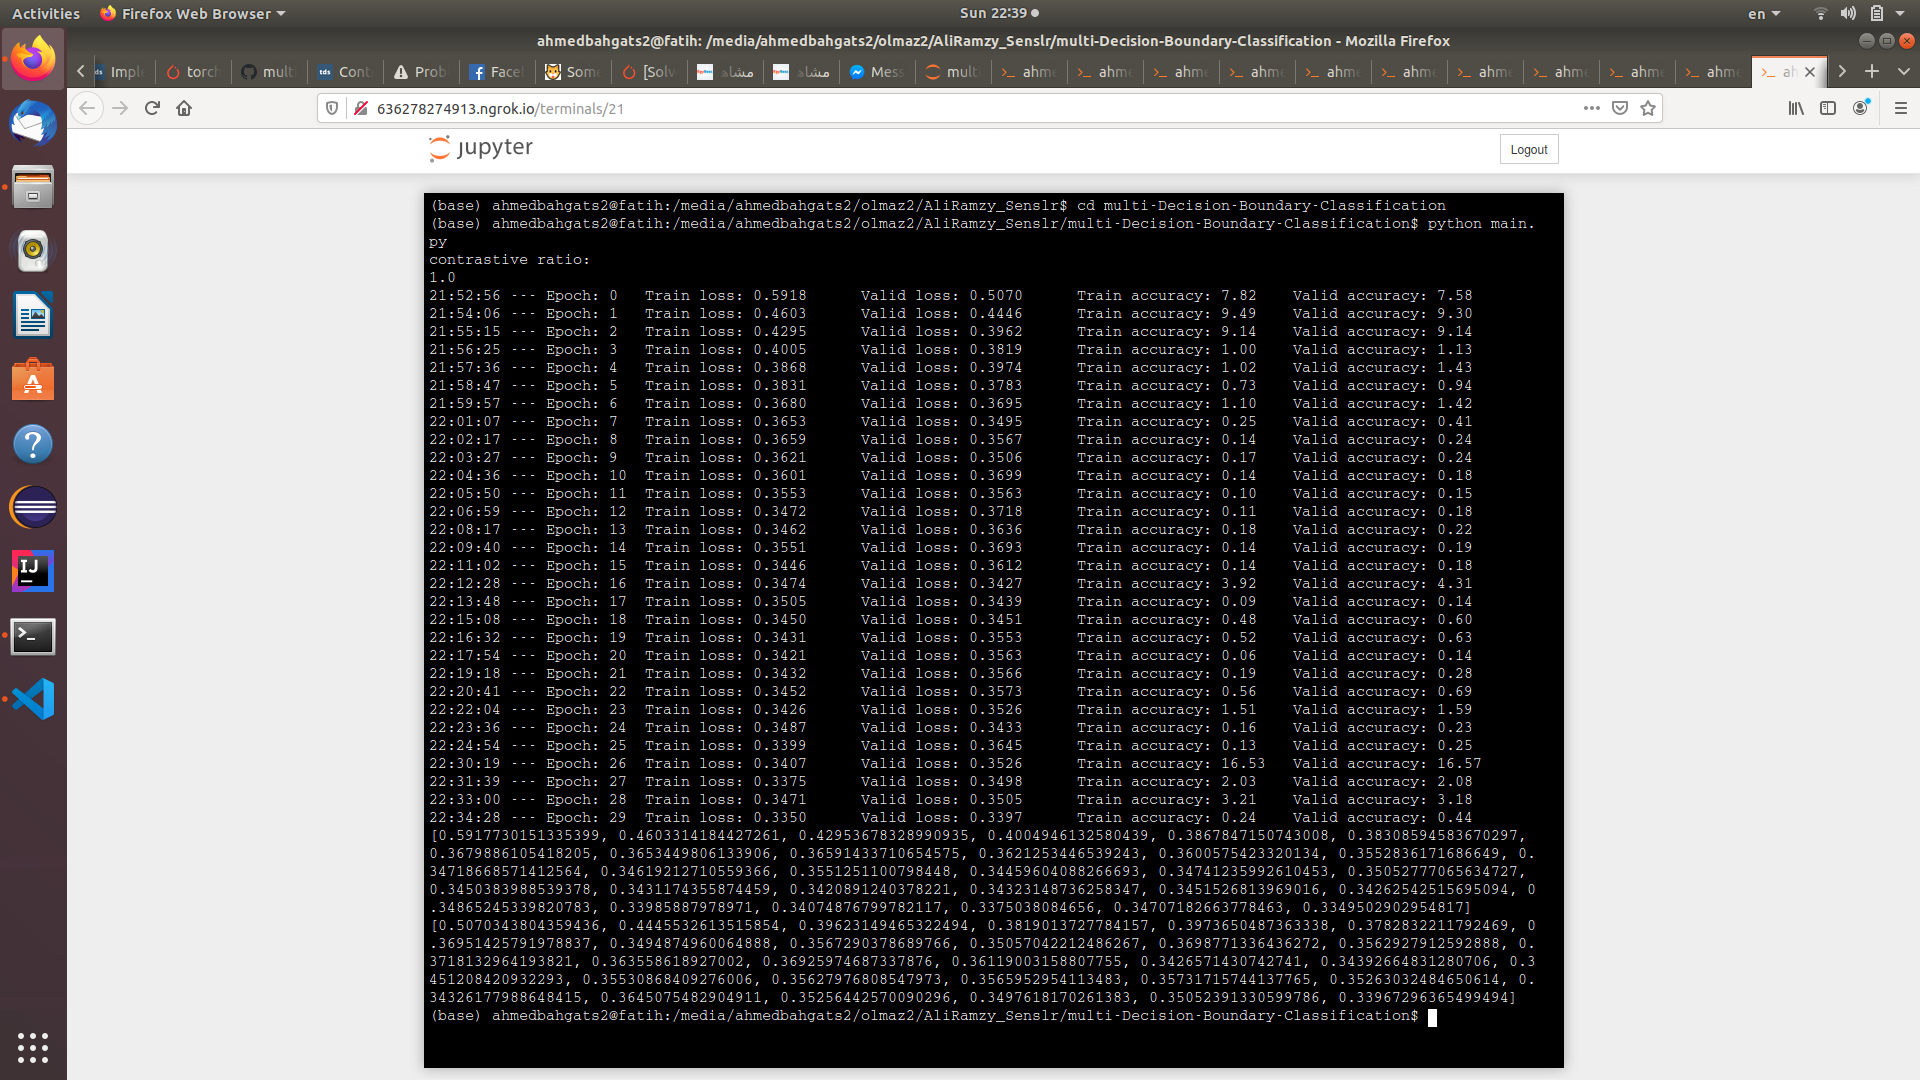 Activities
Firefox Web Browser
Sun 22:39
en
ahmedbahgats2@fatih: /media/ahmedbahgats2/olmaz2/AliRamzy_Senslr/multi-Decision-Boundary-Classification - Mozilla Firefox
tds Imple
torch
multi
tds Cont
Prob
Face
Som
[Solv
مشاه
مشاه
Mess
multi
ahme
ahme
ahme
ahme
ahme
ahme
ahme
ahme
ahme
ahme
ah
636278274913.ngrok.io/terminals/21
jupyter
Logout
(base) ahmedbahgats2@fatih:/media/ahmedbahgats2/olmaz2/AliRamzy_Senslr$ cd multi-Decision-Boundary-Classification
(base) ahmedbahgats2@fatih:/media/ahmedbahgats2/olmaz2/AliRamzy_Senslr/multi-Decision-Boundary-Classification$ python main.
py
contrastive ratio:
1.0
21:52:56 --- Epoch: 0 Train loss: 0.5918 Valid loss: 0.5070 Train accuracy: 7.82 Valid accuracy: 7.58
21:54:06 --- Epoch: 1 Train loss: 0.4603 Valid loss: 0.4446 Train accuracy: 9.49 Valid accuracy: 9.30
21:55:15 --- Epoch: 2 Train loss: 0.4295 Valid loss: 0.3962 Train accuracy: 9.14 Valid accuracy: 9.14
21:56:25 --- Epoch: 3 Train loss: 0.4005 Valid loss: 0.3819 Train accuracy: 1.00 Valid accuracy: 1.13
21:57:36 --- Epoch: 4 Train loss: 0.3868 Valid loss: 0.3974 Train accuracy: 1.02 Valid accuracy: 1.43
21:58:47 --- Epoch: 5 Train loss: 0.3831 Valid loss: 0.3783 Train accuracy: 0.73 Valid accuracy: 0.94
21:59:57 --- Epoch: 6 Train loss: 0.3680 Valid loss: 0.3695 Train accuracy: 1.10 Valid accuracy: 1.42
22:01:07 --- Epoch: 7 Train loss: 0.3653 Valid loss: 0.3495 Train accuracy: 0.25 Valid accuracy: 0.41
22:02:17 --- Epoch: 8 Train loss: 0.3659 Valid loss: 0.3567 Train accuracy: 0.14 Valid accuracy: 0.24
22:03:27 --- Epoch: 9 Train loss: 0.3621 Valid loss: 0.3506 Train accuracy: 0.17 Valid accuracy: 0.24
22:04:36 --- Epoch: 10 Train loss: 0.3601 Valid loss: 0.3699 Train accuracy: 0.14 Valid accuracy: 0.18
22:05:50 --- Epoch: 11 Train loss: 0.3553 Valid loss: 0.3563 Train accuracy: 0.10 Valid accuracy: 0.15
22:06:59 --- Epoch: 12 Train loss: 0.3472 Valid loss: 0.3718 Train accuracy: 0.11 Valid accuracy: 0.18
22:08:17 --- Epoch: 13 Train loss: 0.3462 Valid loss: 0.3636 Train accuracy: 0.18 Valid accuracy: 0.22
22:09:40 --- Epoch: 14 Train loss: 0.3551 Valid loss: 0.3693 Train accuracy: 0.14 Valid accuracy: 0.19
22:11:02 --- Epoch: 15 Train loss: 0.3446 Valid loss: 0.3612 Train accuracy: 0.14 Valid accuracy: 0.18
22:12:28 --- Epoch: 16 Train loss: 0.3474 Valid loss: 0.3427 Train accuracy: 3.92 Valid accuracy: 4.31
22:13:48 --- Epoch: 17 Train loss: 0.3505 Valid loss: 0.3439 Train accuracy: 0.09 Valid accuracy: 0.14
22:15:08 --- Epoch: 18 Train loss: 0.3450 Valid loss: 0.3451 Train accuracy: 0.48 Valid accuracy: 0.60
22:16:32 --- Epoch: 19 Train loss: 0.3431 Valid loss: 0.3553 Train accuracy: 0.52 Valid accuracy: 0.63
22:17:54 --- Epoch: 20 Train loss: 0.3421 Valid loss: 0.3563 Train accuracy: 0.06 Valid accuracy: 0.14
22:19:18 --- Epoch: 21 Train loss: 0.3432 Valid loss: 0.3566 Train accuracy: 0.19 Valid accuracy: 0.28
22:20:41 --- Epoch: 22 Train loss: 0.3452 Valid loss: 0.3573 Train accuracy: 0.56 Valid accuracy: 0.69
22:22:04 --- Epoch: 23 Train loss: 0.3426 Valid loss: 0.3526 Train accuracy: 1.51 Valid accuracy: 1.59
22:23:36 --- Epoch: 24 Train loss: 0.3487 Valid loss: 0.3433 Train accuracy: 0.16 Valid accuracy: 0.23
22:24:54 --- Epoch: 25 Train loss: 0.3399 Valid loss: 0.3645 Train accuracy: 0.13 Valid accuracy: 0.25
22:30:19 --- Epoch: 26 Train loss: 0.3407 Valid loss: 0.3526 Train accuracy: 16.53 Valid accuracy: 16.57
22:31:39 --- Epoch: 27 Train loss: 0.3375 Valid loss: 0.3498 Train accuracy: 2.03 Valid accuracy: 2.08
22:33:00 --- Epoch: 28 Train loss: 0.3471 Valid loss: 0.3505 Train accuracy: 3.21 Valid accuracy: 3.18
22:34:28 --- Epoch: 29 Train loss: 0.3350 Valid loss: 0.3397 Train accuracy: 0.24 Valid accuracy: 0.44
[0.5917730151335399, 0.4603314184427261, 0.42953678328990935, 0.4004946132580439, 0.3867847150743008, 0.38308594583670297,
0.3679886105418205, 0.3653449806133906, 0.36591433710654575, 0.3621253446539243, 0.3600575423320134, 0.3552836171686649, 0.
34718668571412564, 0.34619212710559366, 0.3551251100798448, 0.34459604088266693, 0.34741235992610453, 0.35052777065634727,
0.3450383988539378, 0.3431174355874459, 0.3420891240378221, 0.34323148736258347, 0.3451526813969016, 0.34262542515695094, 0
.34865245339820783, 0.33985887978971, 0.34074876799782117, 0.3375038084656, 0.34707182663778463, 0.3349502902954817]
[0.5070343804359436, 0.4445532613515854, 0.39623149465322494, 0.3819013727784157, 0.3973650487363338, 0.3782832211792469, 0
.369514257919​78837, 0.3494874960064888, 0.3567290378689766, 0.35057042212486267, 0.3698771336436272, 0.3562927912592888, 0.
3718132964193821, 0.363558618927002, 0.36925974687337876, 0.36119003158807755, 0.3426571430742741, 0.34392664831280706, 0.3
451208420932293, 0.35530868409276006, 0.35627976808547973, 0.3565952954113483, 0.35731715744137765, 0.35263032484650614, 0.
34326177988648415, 0.3645075482904911, 0.35256442570090296, 0.3497618170261383, 0.35052391330599786, 0.33967296365499494]
(base) ahmedbahgats2@fatih:/media/ahmedbahgats2/olmaz2/AliRamzy_Senslr/multi-Decision-Boundary-Classification$